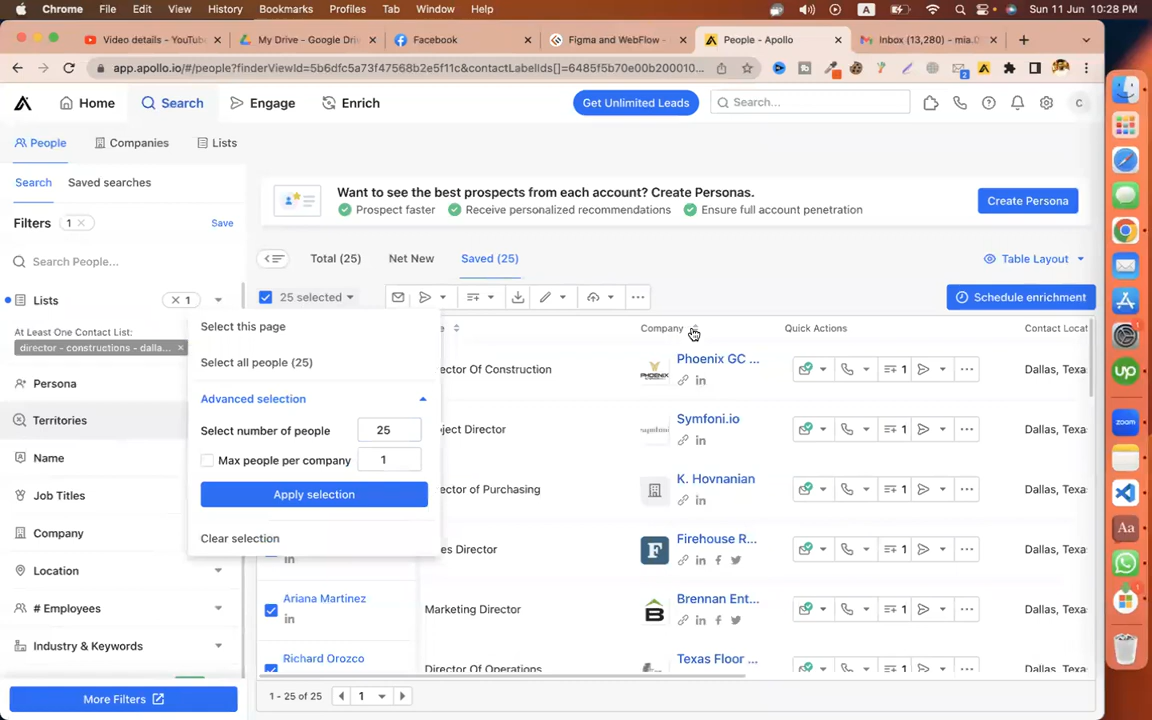 Chrome File Edit View History Bookmarks Profiles Tab Window Help A Sun 11 Jun 10:28 PM
Video details - YouTube My Drive - Google Dri Facebook Figma and WebFlow - People - Apollo Inbox (13,280) - mia.0
app.apollo.io/#/people?finderViewId=5b6dfc5a73f47568b2e5f11c&contactLabelIds[]=6485f5b70e00b200010...
Home Search Engage Enrich Get Unlimited Leads Search... C
People Companies Lists
Search Saved searches
Want to see the best prospects from each account? Create Personas.
Prospect faster Receive personalized recommendations Ensure full account penetration
Create Persona
Filters 1 × Save
Search People...
Total (25) Net New Saved (25) Table Layout
25 selected Schedule enrichment
Lists × 1
At Least One Contact List:
director - constructions - dalla... ×
Persona
Territories
Name
Job Titles
Company
Location
# Employees
Industry & Keywords
More Filters
Select this page
Select all people (25)
Advanced selection
Select number of people 25
Max people per company 1
Apply selection
Clear selection
Company Quick Actions Contact Locat
ector Of Construction Phoenix GC ... 1 Dallas, Texa
ject Director Symfoni.io 1 Dallas, Texa
ector of Purchasing K. Hovnanian 1 Dallas, Texa
es Director Firehouse R... 1 Dallas, Texa
Ariana Martinez Marketing Director Brennan Ent... 1 Dallas, Texa
Richard Orozco Director Of Operations Texas Floor ... 1 Dallas, Texa
1 - 25 of 25 1